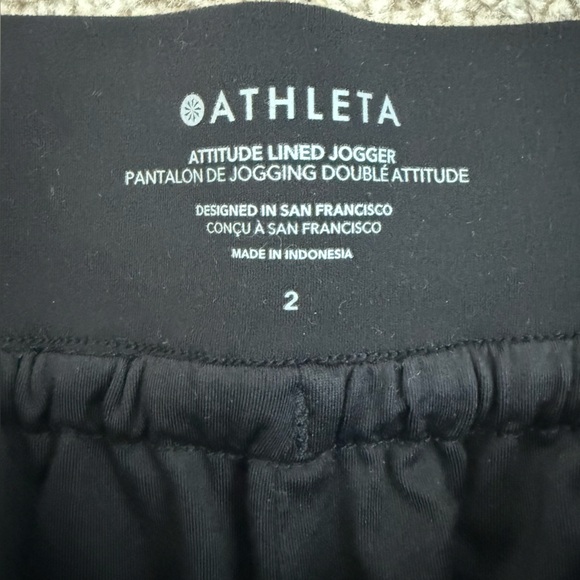 ATHLETA
ATTITUDE LINED JOGGER
PANTALON DE JOGGING DOUBLÉ ATTITUDE
DESIGNED IN SAN FRANCISCO
CONÇU À SAN FRANCISCO
MADE IN INDONESIA
2